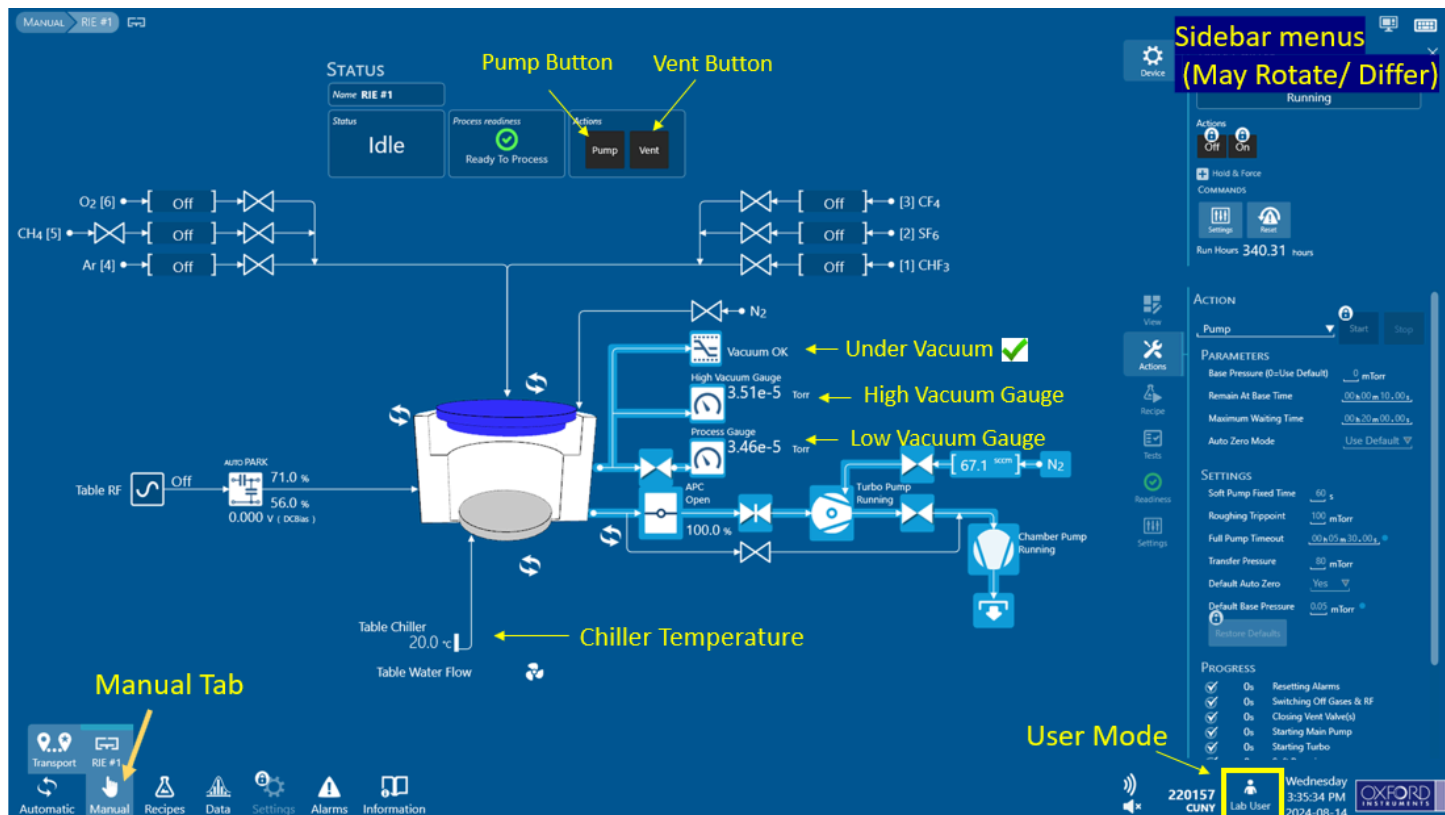 MANUAL RIE #1
Sidebar menus
(May Rotate/ Differ)
Device
Running
Actions
Off On
Hold & Force
COMMANDS
Settings Reset
Run Hours 340.31 hours
STATUS
Pump Button Vent Button
Name RIE #1
Status
Idle
Process readiness
Ready To Process
Actions
Pump Vent
O2 [6] Off
CH4 [5] Off
Ar [4] Off
Off [3] CF4
Off [2] SF6
Off [1] CHF3
N2
Vacuum OK
Under Vacuum
High Vacuum Gauge
3.51e-5 Torr
High Vacuum Gauge
Process Gauge
3.46e-5 Torr
Low Vacuum Gauge
67.1 sccm N2
APC
Open
100.0 %
Turbo Pump
Running
Chamber Pump
Running
Table RF Off
AUTO PARK
71.0 %
56.0 %
0.000 V ( DCBias )
Table Chiller
20.0 °C
Chiller Temperature
Table Water Flow
View
Actions
Recipe
Tests
Readiness
Settings
ACTION
Pump Start Stop
PARAMETERS
Base Pressure (0=Use Default) 0 mTorr
Remain At Base Time 00h00m10.00s
Maximum Waiting Time 00h20m00.00s
Auto Zero Mode Use Default
SETTINGS
Soft Pump Fixed Time 60 s
Roughing Trippoint 100 mTorr
Full Pump Timeout 00h05m30.00s
Transfer Pressure 80 mTorr
Default Auto Zero Yes
Default Base Pressure 0.05 mTorr
Restore Defaults
PROGRESS
0s Resetting Alarms
0s Switching Off Gases & RF
0s Closing Vent Valve(s)
0s Starting Main Pump
0s Starting Turbo
Manual Tab
User Mode
Transport RIE #1
Automatic Manual Recipes Data Settings Alarms Information
220157
CUNY
Lab User
Wednesday
3:35:34 PM
2024-08-14
OXFORD
INSTRUMENTS